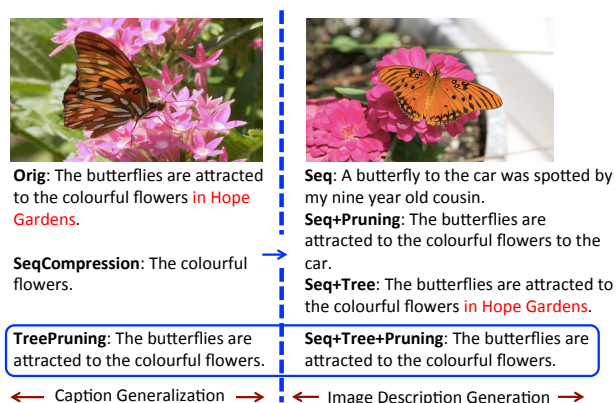 Orig: The butterflies are attracted
to the colourful flowers in Hope
Gardens.
SeqCompression: The colourful
flowers.
TreePruning: The butterflies are
attracted to the colourful flowers.
Caption Generalization
Seq: A butterfly to the car was spotted by
my nine year old cousin.
Seq+Pruning: The butterflies are
attracted to the colourful flowers to the
car.
Seq+Tree: The butterflies are attracted to
the colourful flowers in Hope Gardens.
Seq+Tree+Pruning: The butterflies are
attracted to the colourful flowers.
Image Description Generation